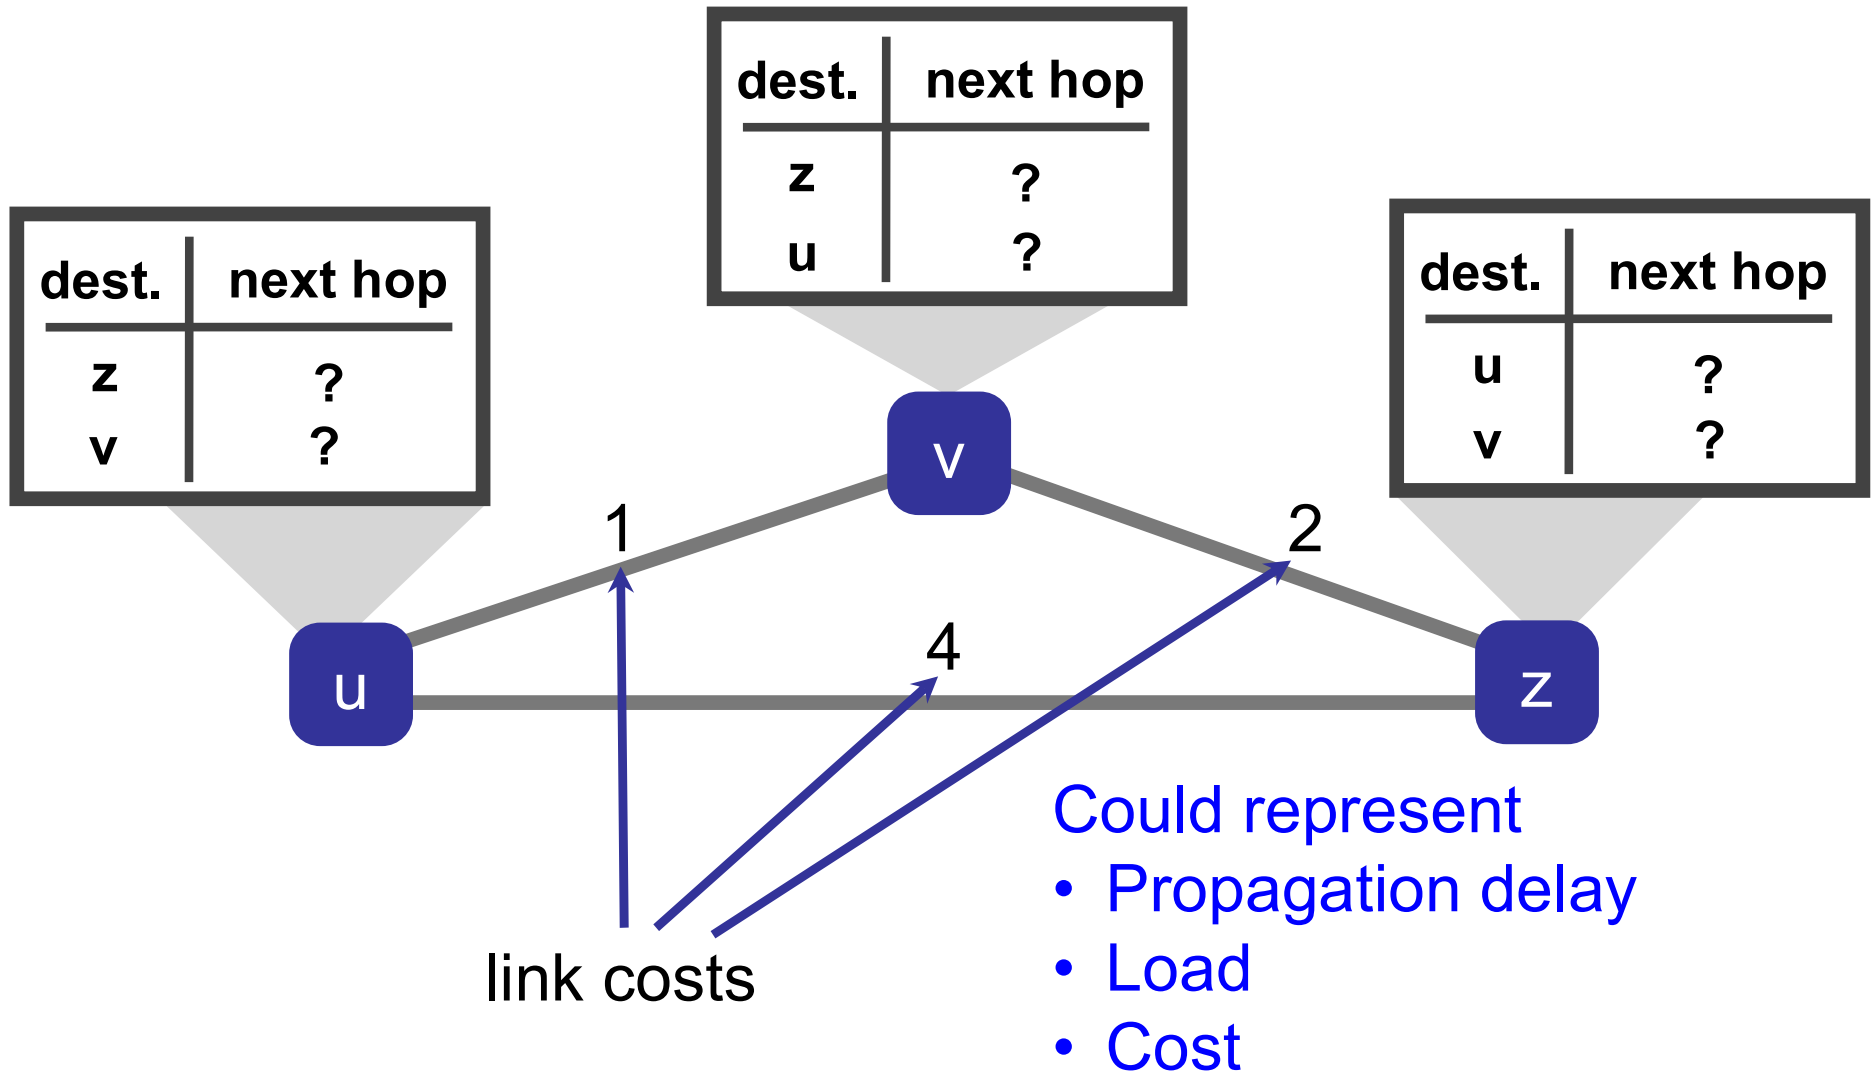 dest. next hop
z ?
u ?
dest. next hop
z ?
v ?
dest. next hop
u ?
v ?
v
1
2
4
u
z
link costs
Could represent
• Propagation delay
• Load
• Cost